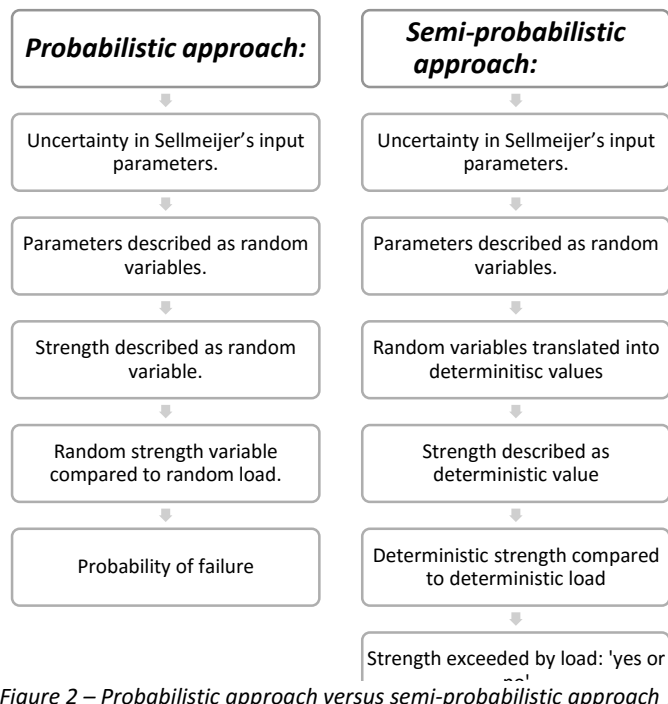 Probabilistic approach:
Uncertainty in Sellmeijer's input
parameters.
Parameters described as random
variables.
Strength described as random
variable.
Random strength variable
compared to random load.
Probability of failure
Semi-probabilistic
approach:
Uncertainty in Sellmeijer's input
parameters.
Parameters described as random
variables.
Random variables translated into
determinitisc values
Strength described as
deterministic value
Deterministic strength compared
to deterministic load
Strength exceeded by load: 'yes or
no'
Figure 2 – Probabilistic approach versus semi-probabilistic approach